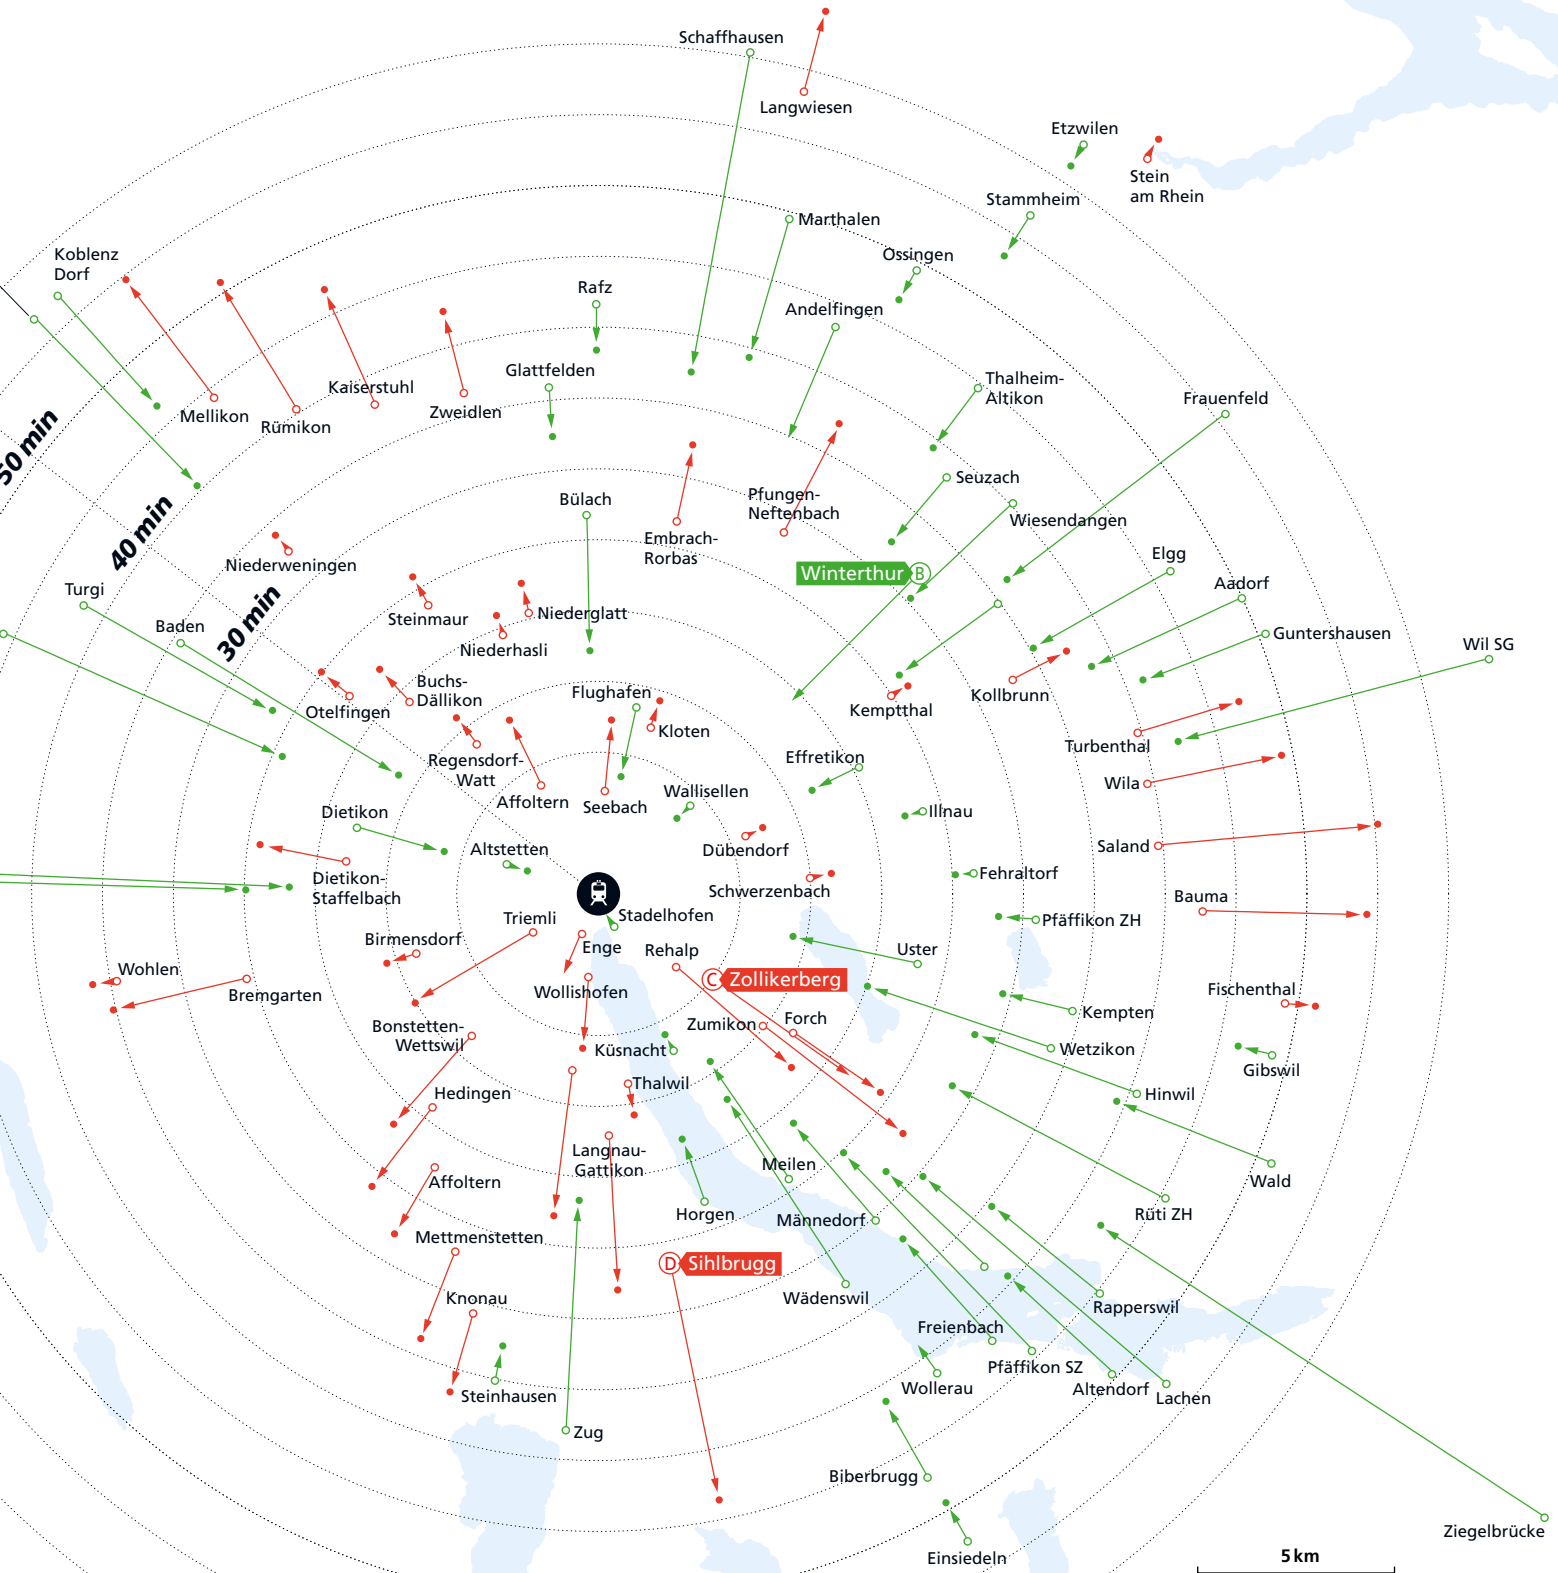 Schaffhausen
Langwiesen
Etzwilen
Stein
am Rhein
Stammheim
Marthalen
Ossingen
Koblenz
Dorf
Rafz
Andelfingen
Glattfelden
Thalheim-
Altikon
Kaiserstuhl
Frauenfeld
Mellikon
Zweidlen
Rümikon
50 min
Seuzach
Bülach
Pfungen-
Neftenbach
40 min
Wiesendangen
Embrach-
Rorbas
Niederweningen
Elgg
Winterthur B
Aadorf
Turgi
Steinmaur
Niederglatt
30 min
Baden
Guntershausen
Wil SG
Niederhasli
Buchs-
Dällikon
Flughafen
Kollbrunn
Otelfingen
Kemptthal
Kloten
Turbenthal
Regensdorf-
Watt
Effretikon
Wila
Affoltern
Seebach
Wallisellen
Dietikon
Illnau
Altstetten
Dübendorf
Saland
Dietikon-
Staffelbach
Fehraltorf
Schwerzenbach
Bauma
Triemli
Stadelhofen
Pfäffikon ZH
Birmensdorf
Enge
Rehalp
Uster
Wohlen
C Zollikerberg
Bremgarten
Wollishofen
Fischenthal
Kempten
Bonstetten-
Wettswil
Zumikon
Forch
Küsnacht
Wetzikon
Gibswil
Hedingen
Thalwil
Hinwil
Langnau-
Gattikon
Meilen
Affoltern
Wald
Horgen
Männedorf
Rüti ZH
Mettmenstetten
D Sihlbrugg
Knonau
Wädenswil
Rapperswil
Freienbach
Pfäffikon SZ
Steinhausen
Wollerau
Altendorf
Lachen
Zug
Biberbrugg
Ziegelbrücke
Einsiedeln
5 km